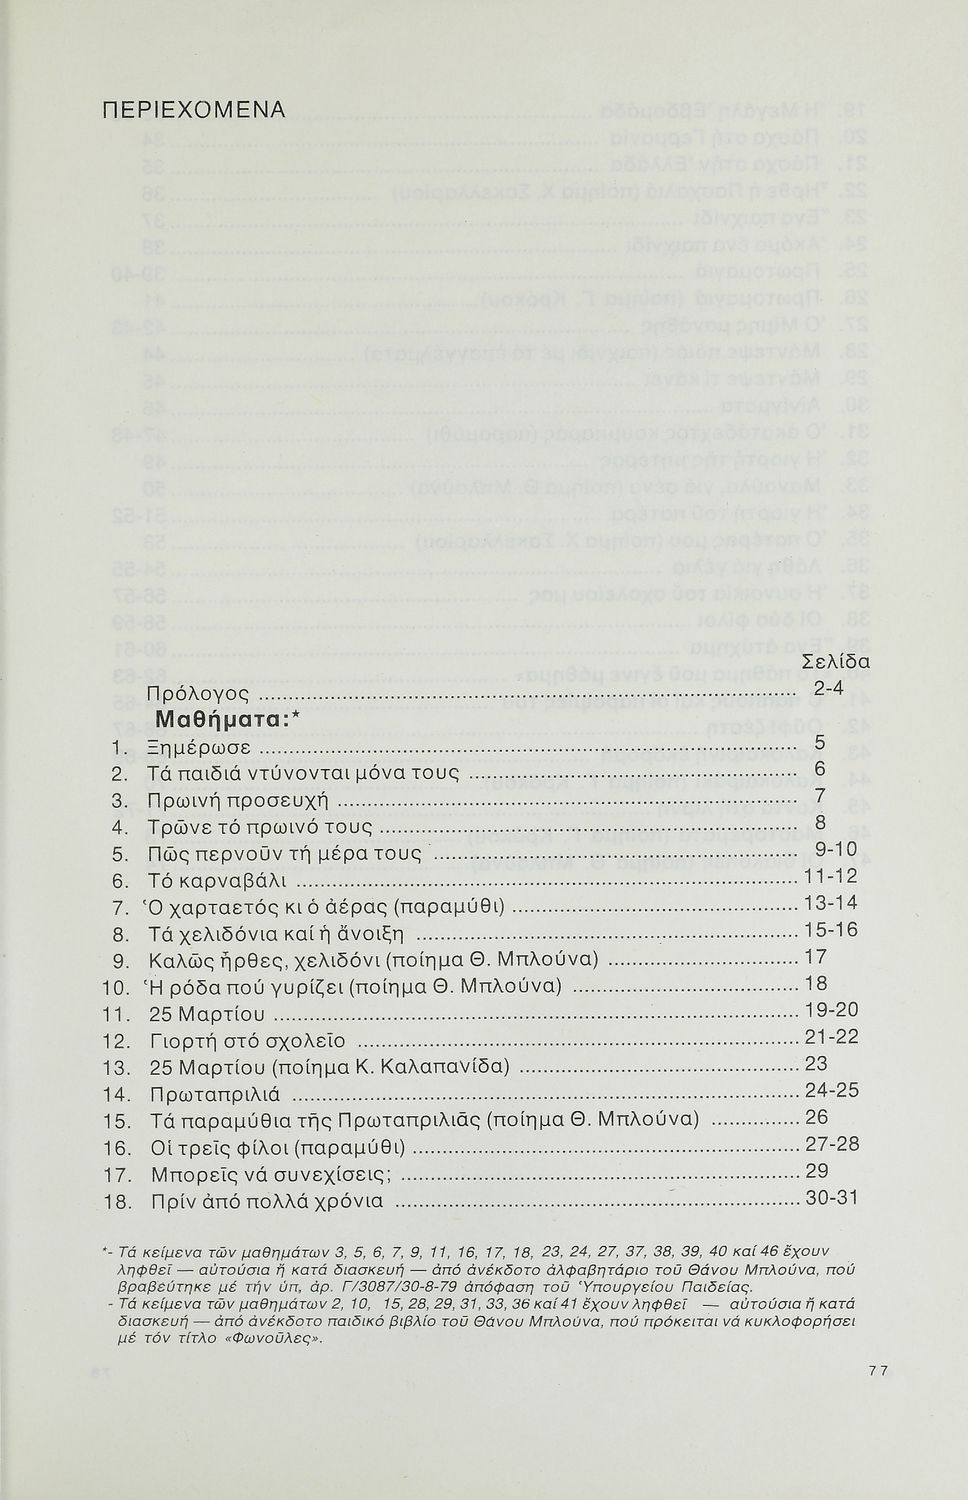 ΠΕΡΙΕΧΟΜΕΝΑ
Σελίδα
Πρόλογος ........ 2-4
Μαθήματα:*
1. Ξημέρωσε ........ 5
2. Τά παιδιά ντύνονται μόνα τους ........ 6
3. Πρωινή προσευχή ........ 7
4. Τρῶνε τό πρωινό τους ........ 8
5. Πῶς περνοῦν τή μέρα τους ........ 9-10
6. Τό καρναβάλι ........ 11-12
7. Ὁ χαρταετός κι ὁ ἀέρας (παραμύθι) ........ 13-14
8. Τά χελιδόνια καί ἡ ἄνοιξη ........ 15-16
9. Καλῶς ἦρθες, χελιδόνι (ποίημα Θ. Μπλούνα) ........ 17
10. Ἡ ρόδα πού γυρίζει (ποίημα Θ. Μπλούνα) ........ 18
11. 25 Μαρτίου ........ 19-20
12. Γιορτή στό σχολεῖο ........ 21-22
13. 25 Μαρτίου (ποίημα Κ. Καλαπανίδα) ........ 23
14. Πρωταπριλιά ........ 24-25
15. Τά παραμύθια τῆς Πρωταπριλιᾶς (ποίημα Θ. Μπλούνα) ........ 26
16. Οἱ τρεῖς φίλοι (παραμύθι) ........ 27-28
17. Μπορεῖς νά συνεχίσεις; ........ 29
18. Πρίν ἀπό πολλά χρόνια ........ 30-31
*- Τά κείμενα τῶν μαθημάτων 3, 5, 6, 7, 9, 11, 16, 17, 18, 23, 24, 27, 37, 38, 39, 40 καί 46 ἔχουν
ληφθεῖ — αὐτούσια ἤ κατά διασκευή — ἀπό ἀνέκδοτο ἀλφαβητάριο τοῦ Θάνου Μπλούνα, πού
βραβεύτηκε μέ τήν ὑπ, ἀρ. Γ/3087/30-8-79 ἀπόφαση τοῦ Ὑπουργείου Παιδείας.
- Τά κείμενα τῶν μαθημάτων 2, 10, 15, 28, 29, 31, 33, 36 καί 41 ἔχουν ληφθεῖ — αὐτούσια ἤ κατά
διασκευή — ἀπό ἀνέκδοτο παιδικό βιβλίο τοῦ Θάνου Μπλούνα, πού πρόκειται νά κυκλοφορήσει
μέ τόν τίτλο «Φωνοῦλες».
77